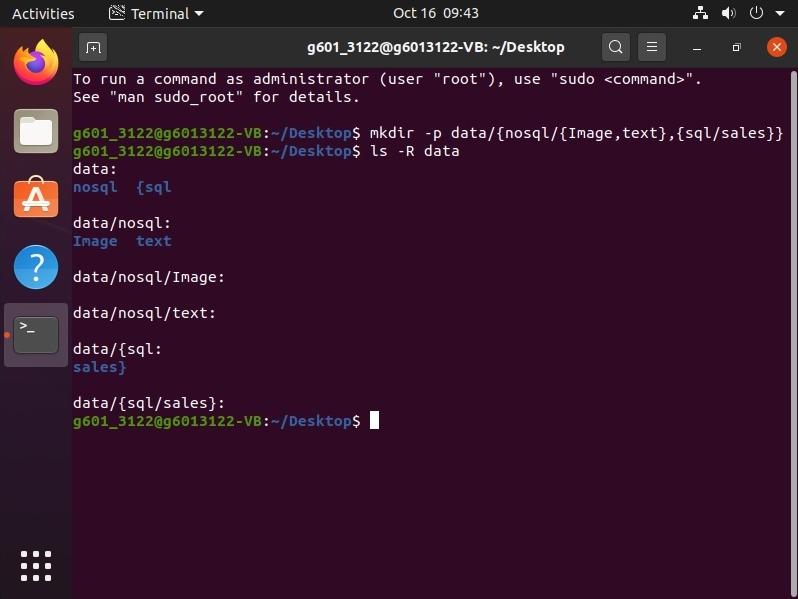 Activities Terminal Oct 16 09:43
g601_3122@g6013122-VB: ~/Desktop
To run a command as administrator (user "root"), use "sudo <command>".
See "man sudo_root" for details.
g601_3122@g6013122-VB:~/Desktop$ mkdir -p data/{nosql/{Image,text},{sql/sales}}
g601_3122@g6013122-VB:~/Desktop$ ls -R data
data:
nosql {sql
data/nosql:
Image text
data/nosql/Image:
data/nosql/text:
data/{sql:
sales}
data/{sql/sales}:
g601_3122@g6013122-VB:~/Desktop$